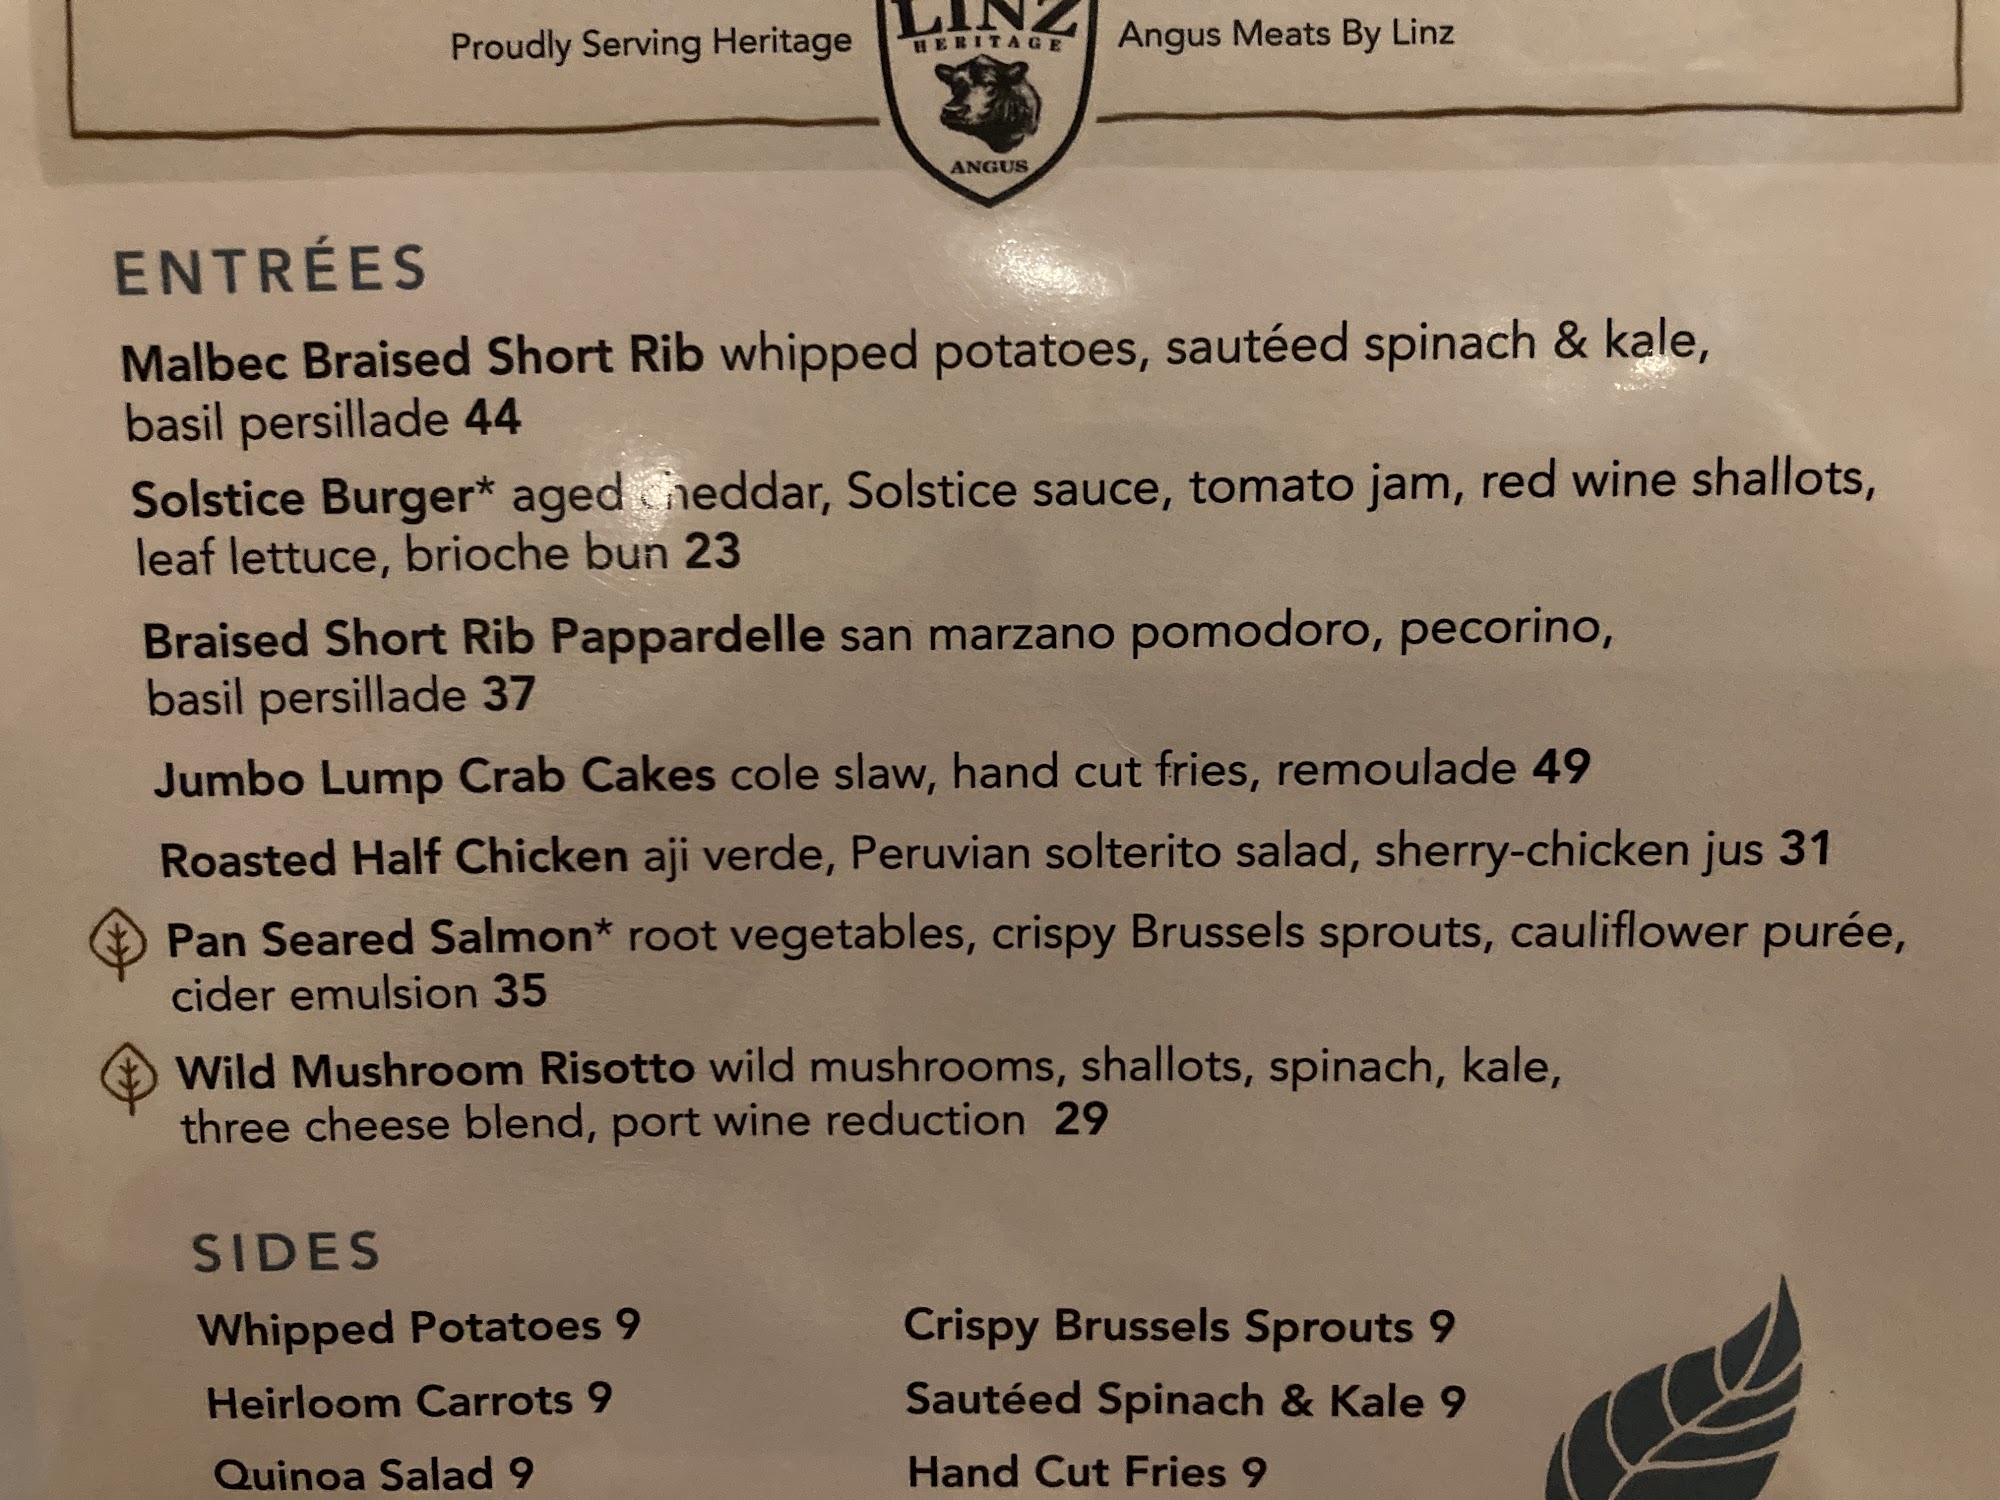 Proudly Serving Heritage
LINZ
HERITAGE
ANGUS
Angus Meats By Linz
ENTRÉES
Malbec Braised Short Rib whipped potatoes, sautéed spinach & kale,
basil persillade 44
Solstice Burger* aged cheddar, Solstice sauce, tomato jam, red wine shallots,
leaf lettuce, brioche bun 23
Braised Short Rib Pappardelle san marzano pomodoro, pecorino,
basil persillade 37
Jumbo Lump Crab Cakes cole slaw, hand cut fries, remoulade 49
Roasted Half Chicken aji verde, Peruvian solterito salad, sherry-chicken jus 31
Pan Seared Salmon* root vegetables, crispy Brussels sprouts, cauliflower purée,
cider emulsion 35
Wild Mushroom Risotto wild mushrooms, shallots, spinach, kale,
three cheese blend, port wine reduction 29
SIDES
Whipped Potatoes 9
Heirloom Carrots 9
Quinoa Salad 9
Crispy Brussels Sprouts 9
Sautéed Spinach & Kale 9
Hand Cut Fries 9